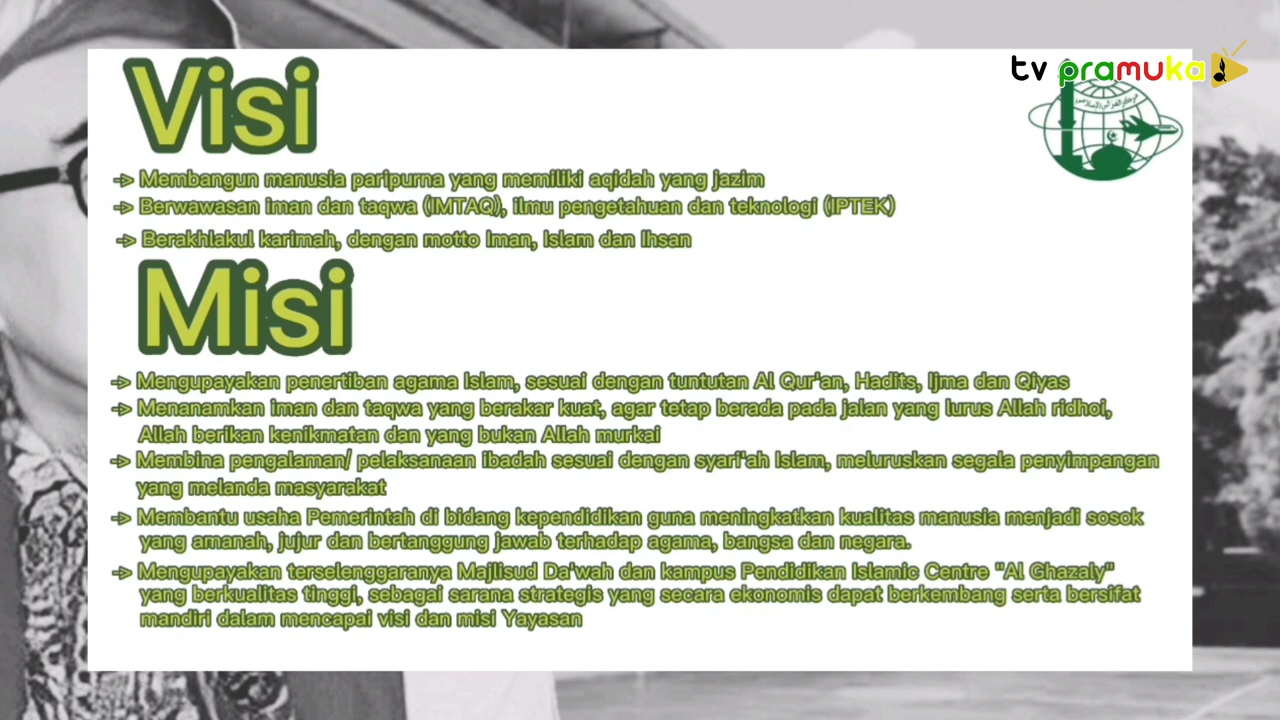 tv pramuka
Visi
-> Membangun manusia paripurna yang memiliki aqidah yang jazim
-> Berwawasan iman dan taqwa (IMTAQ), ilmu pengetahuan dan teknologi (IPTEK)
-> Berakhlakul karimah, dengan motto Iman, Islam dan Ihsan
Misi
-> Mengupayakan penertiban agama Islam, sesuai dengan tuntutan Al Qur'an, Hadits, Ijma dan Qiyas
-> Menanamkan iman dan taqwa yang berakar kuat, agar tetap berada pada jalan yang lurus Allah ridhoi,
Allah berikan kenikmatan dan yang bukan Allah murkai
-> Membina pengalaman/ pelaksanaan ibadah sesuai dengan syari'ah Islam, meluruskan segala penyimpangan
yang melanda masyarakat
-> Membantu usaha Pemerintah di bidang kependidikan guna meningkatkan kualitas manusia menjadi sosok
yang amanah, jujur dan bertanggung jawab terhadap agama, bangsa dan negara.
-> Mengupayakan terselenggaranya Majlisud Da'wah dan kampus Pendidikan Islamic Centre "Al Ghazaly"
yang berkualitas tinggi, sebagai sarana strategis yang secara ekonomis dapat berkembang serta bersifat
mandiri dalam mencapai visi dan misi Yayasan